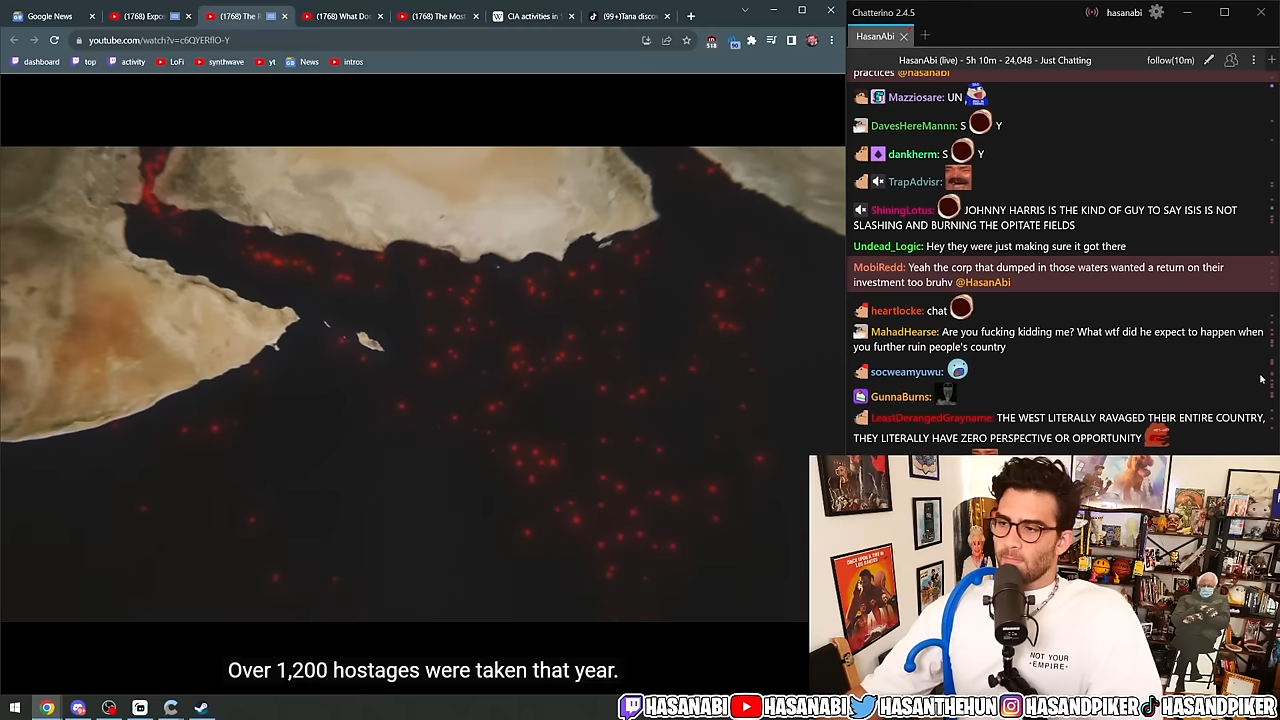 Google News
(1768) Expo
(1768) The F
(1768) What Do
(1768) The Most
CIA activities in
(99+)Tana disco
youtube.com/watch?v=c6QYERfIO-Y
518
90
dashboard
top
activity
LoFi
synthwave
yt
News
intros
Over 1,200 hostages were taken that year.
Chatterino 2.4.5
hasanabi
HasanAbi
HasanAbi (live) - 5h 10m - 24,048 - Just Chatting
follow(10m)
practices @hasanabi
Mazziosare: UN
DavesHereMannn: S Y
dankherm: S Y
TrapAdvisr:
ShiningLotus: JOHNNY HARRIS IS THE KIND OF GUY TO SAY ISIS IS NOT
SLASHING AND BURNING THE OPITATE FIELDS
Undead_Logic: Hey they were just making sure it got there
MobiRedd: Yeah the corp that dumped in those waters wanted a return on their
investment too bruhv @HasanAbi
heartlocke: chat
MahadHearse: Are you fucking kidding me? What wtf did he expect to happen when
you further ruin people's country
socweamyuwu:
GunnaBurns:
LeastDerangedGrayname: THE WEST LITERALLY RAVAGED THEIR ENTIRE COUNTRY,
THEY LITERALLY HAVE ZERO PERSPECTIVE OR OPPORTUNITY
NOT YOUR
-EMPIRE-
HASANABI
HASANABI
HASANTHEHUN
HASANDPIKER
HASANDPIKER